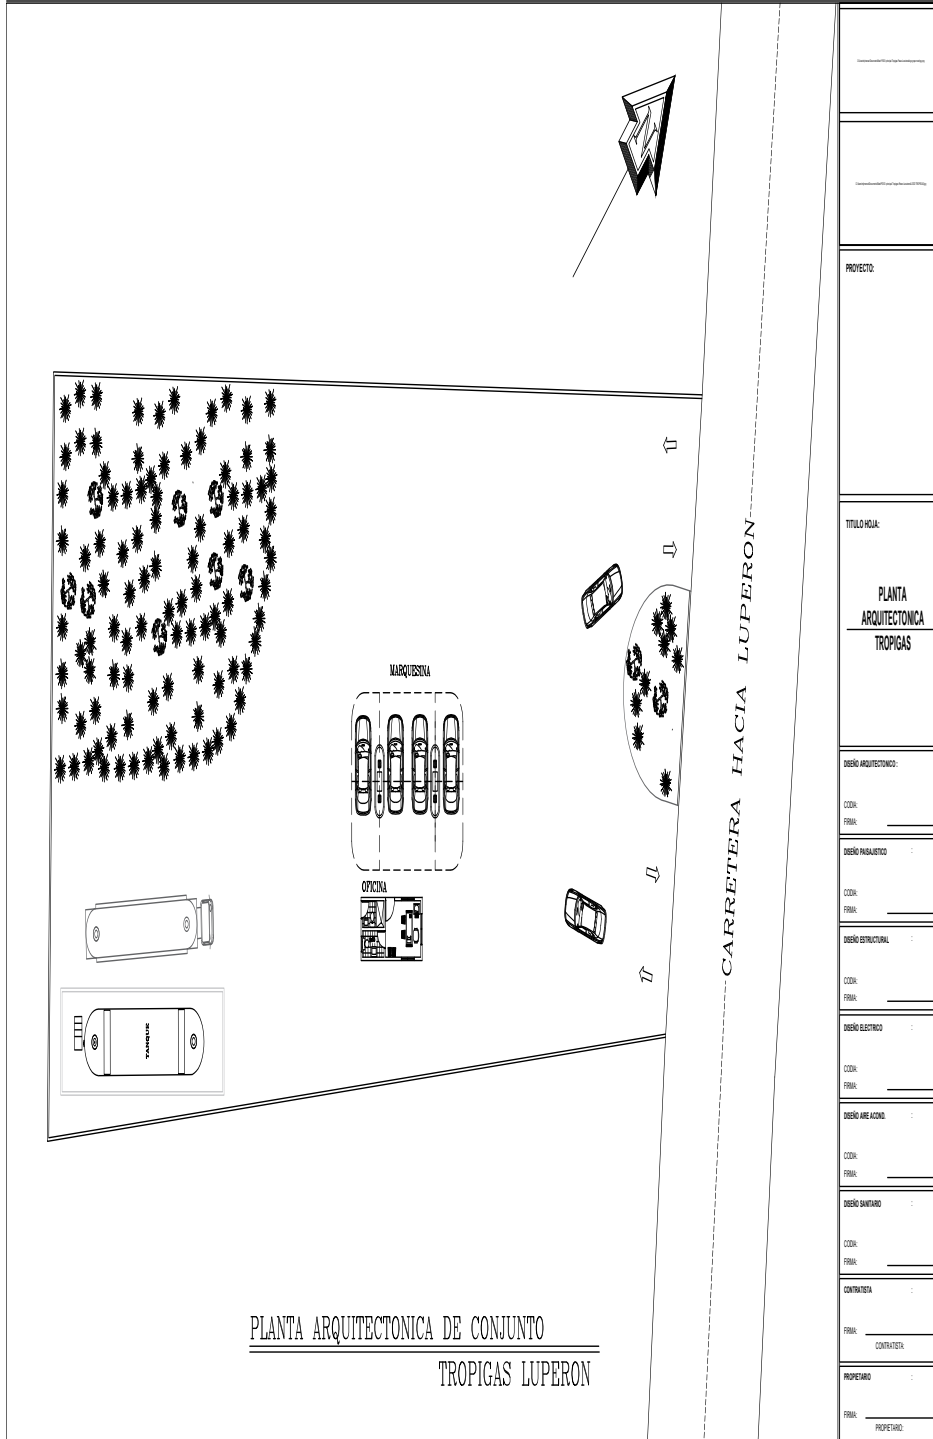 N
MARQUESINA
OFICINA
TANQUE
CARRETERA HACIA LUPERON
PLANTA ARQUITECTONICA DE CONJUNTO
TROPIGAS LUPERON
PROYECTO:
TITULO HOJA:
PLANTA
ARQUITECTONICA
TROPIGAS
DISEÑO ARQUITECTONICO :
CODIA:
FIRMA:
DISEÑO PAISAJISTICO :
CODIA:
FIRMA:
DISEÑO ESTRUCTURAL :
CODIA:
FIRMA:
DISEÑO ELECTRICO :
CODIA:
FIRMA:
DISEÑO AIRE ACOND. :
CODIA:
FIRMA:
DISEÑO SANITARIO :
CODIA:
FIRMA:
CONTRATISTA :
FIRMA:
CONTRATISTA:
PROPIETARIO :
FIRMA:
PROPIETARIO: